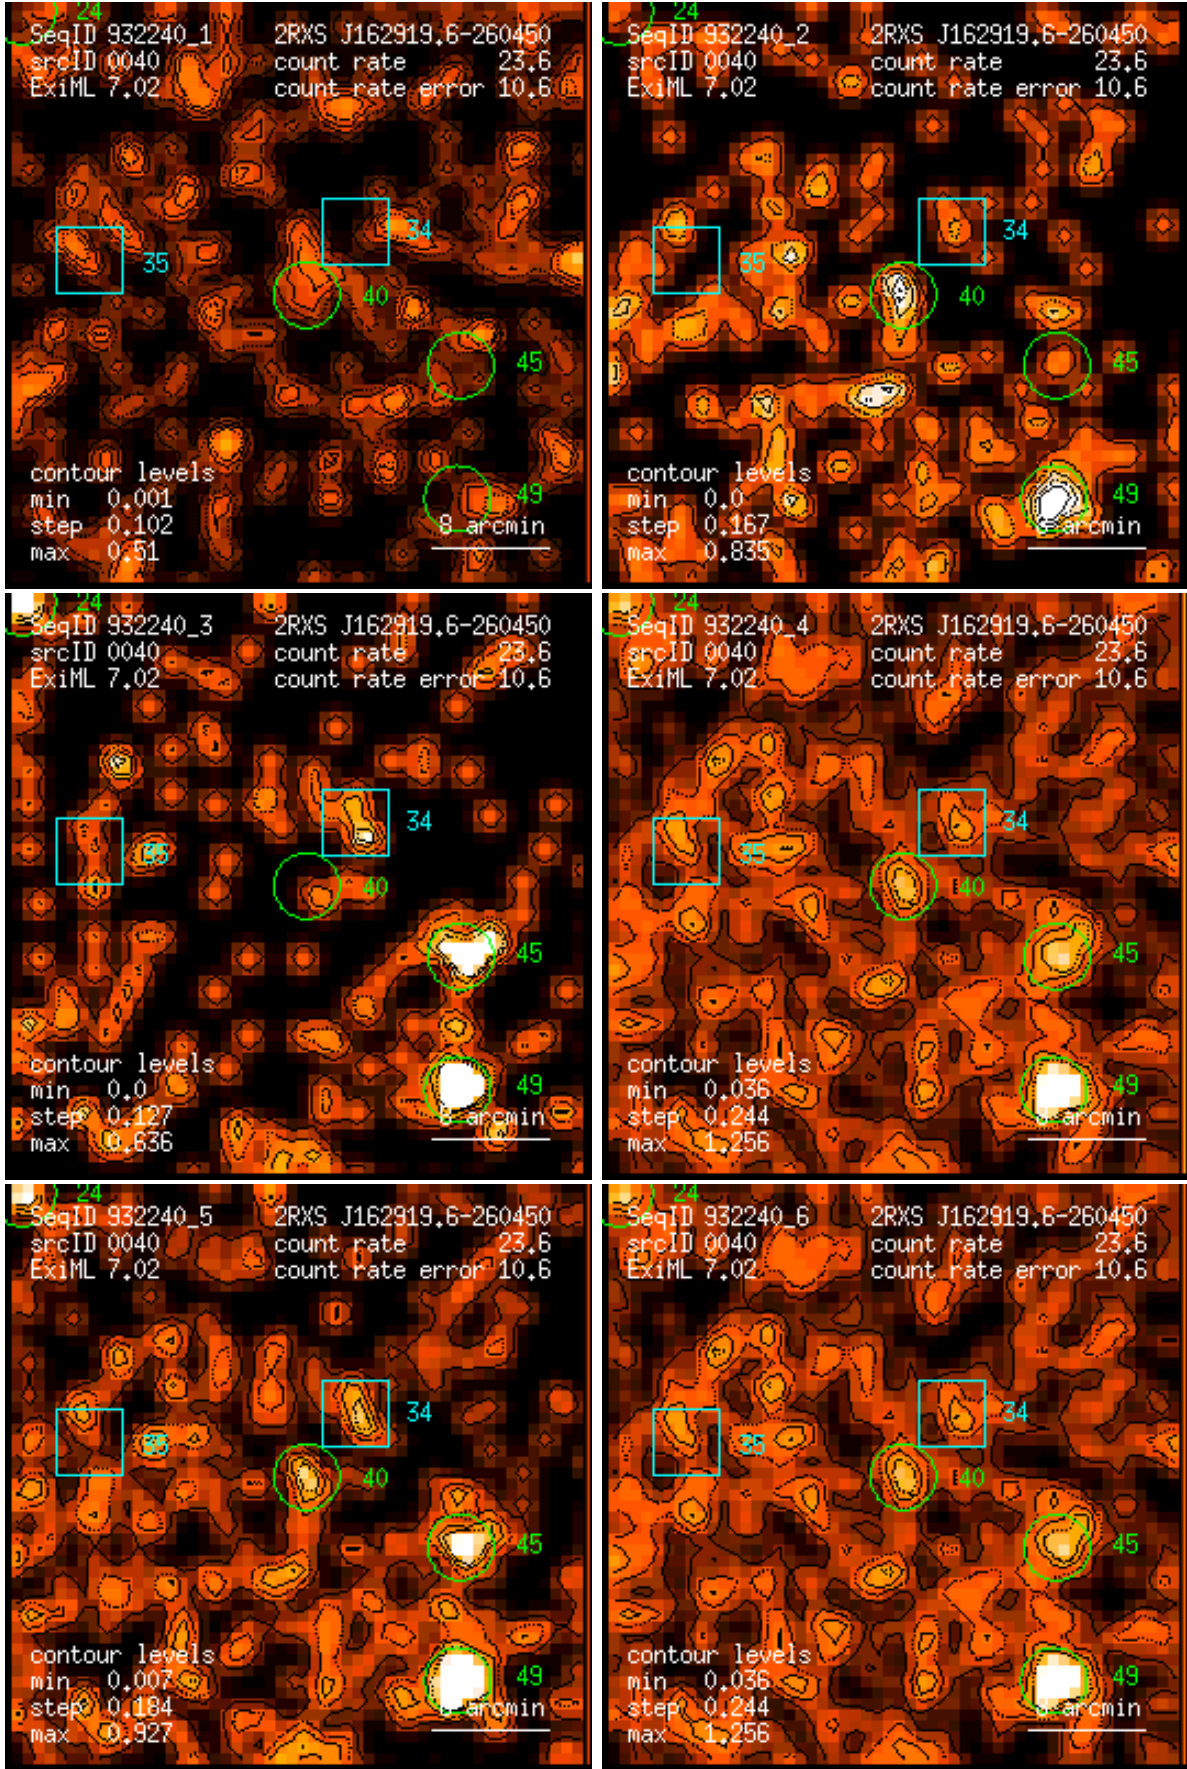 24
SeqID 932240_1 2RXS J162919.6-260450
srcID 0040 count rate 23.6
ExiML 7.02 count rate error 10.6
34
35
40
45
contour levels
min 0.001
49
step 0.102 8 arcmin
max 0.51
24
SeqID 932240_2 2RXS J162919.6-260450
srcID 0040 count rate 23.6
ExiML 7.02 count rate error 10.6
34
35
40
45
contour levels
min 0.0
49
step 0.167 8 arcmin
max 0.835
24
SeqID 932240_3 2RXS J162919.6-260450
srcID 0040 count rate 23.6
ExiML 7.02 count rate error 10.6
34
35
40
45
contour levels
min 0.0
49
step 0.127 8 arcmin
max 0.636
24
SeqID 932240_4 2RXS J162919.6-260450
srcID 0040 count rate 23.6
ExiML 7.02 count rate error 10.6
34
35
40
45
contour levels
min 0.036
49
step 0.244 8 arcmin
max 1.256
24
SeqID 932240_5 2RXS J162919.6-260450
srcID 0040 count rate 23.6
ExiML 7.02 count rate error 10.6
34
35
40
45
contour levels
min 0.007
49
step 0.184 8 arcmin
max 0.927
24
SeqID 932240_6 2RXS J162919.6-260450
srcID 0040 count rate 23.6
ExiML 7.02 count rate error 10.6
34
35
40
45
contour levels
min 0.036
49
step 0.244 8 arcmin
max 1.256